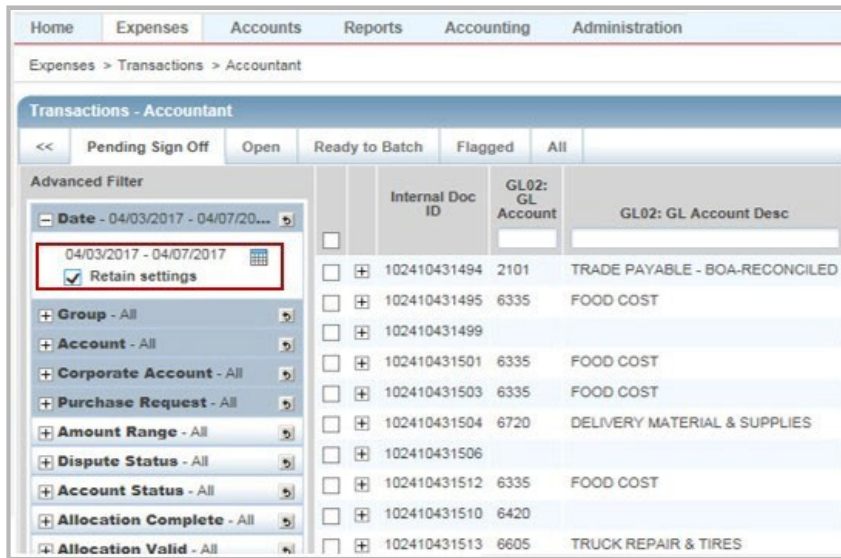 Home Expenses Accounts Reports Accounting Administration
Expenses > Transactions > Accountant
Transactions - Accountant
<< Pending Sign Off Open Ready to Batch Flagged All
Advanced Filter
Date - 04/03/2017 - 04/07/20...
04/03/2017 - 04/07/2017
Retain settings
Group - All
Account - All
Corporate Account - All
Purchase Request - All
Amount Range - All
Dispute Status - All
Account Status - All
Allocation Complete - All
Allocation Valid - All
Internal Doc ID GL02: GL Account GL02: GL Account Desc
102410431494 2101 TRADE PAYABLE - BOA-RECONCILED
102410431495 6335 FOOD COST
102410431499
102410431501 6335 FOOD COST
102410431503 6335 FOOD COST
102410431504 6720 DELIVERY MATERIAL & SUPPLIES
102410431506
102410431512 6335 FOOD COST
102410431510 6420
102410431513 6605 TRUCK REPAIR & TIRES